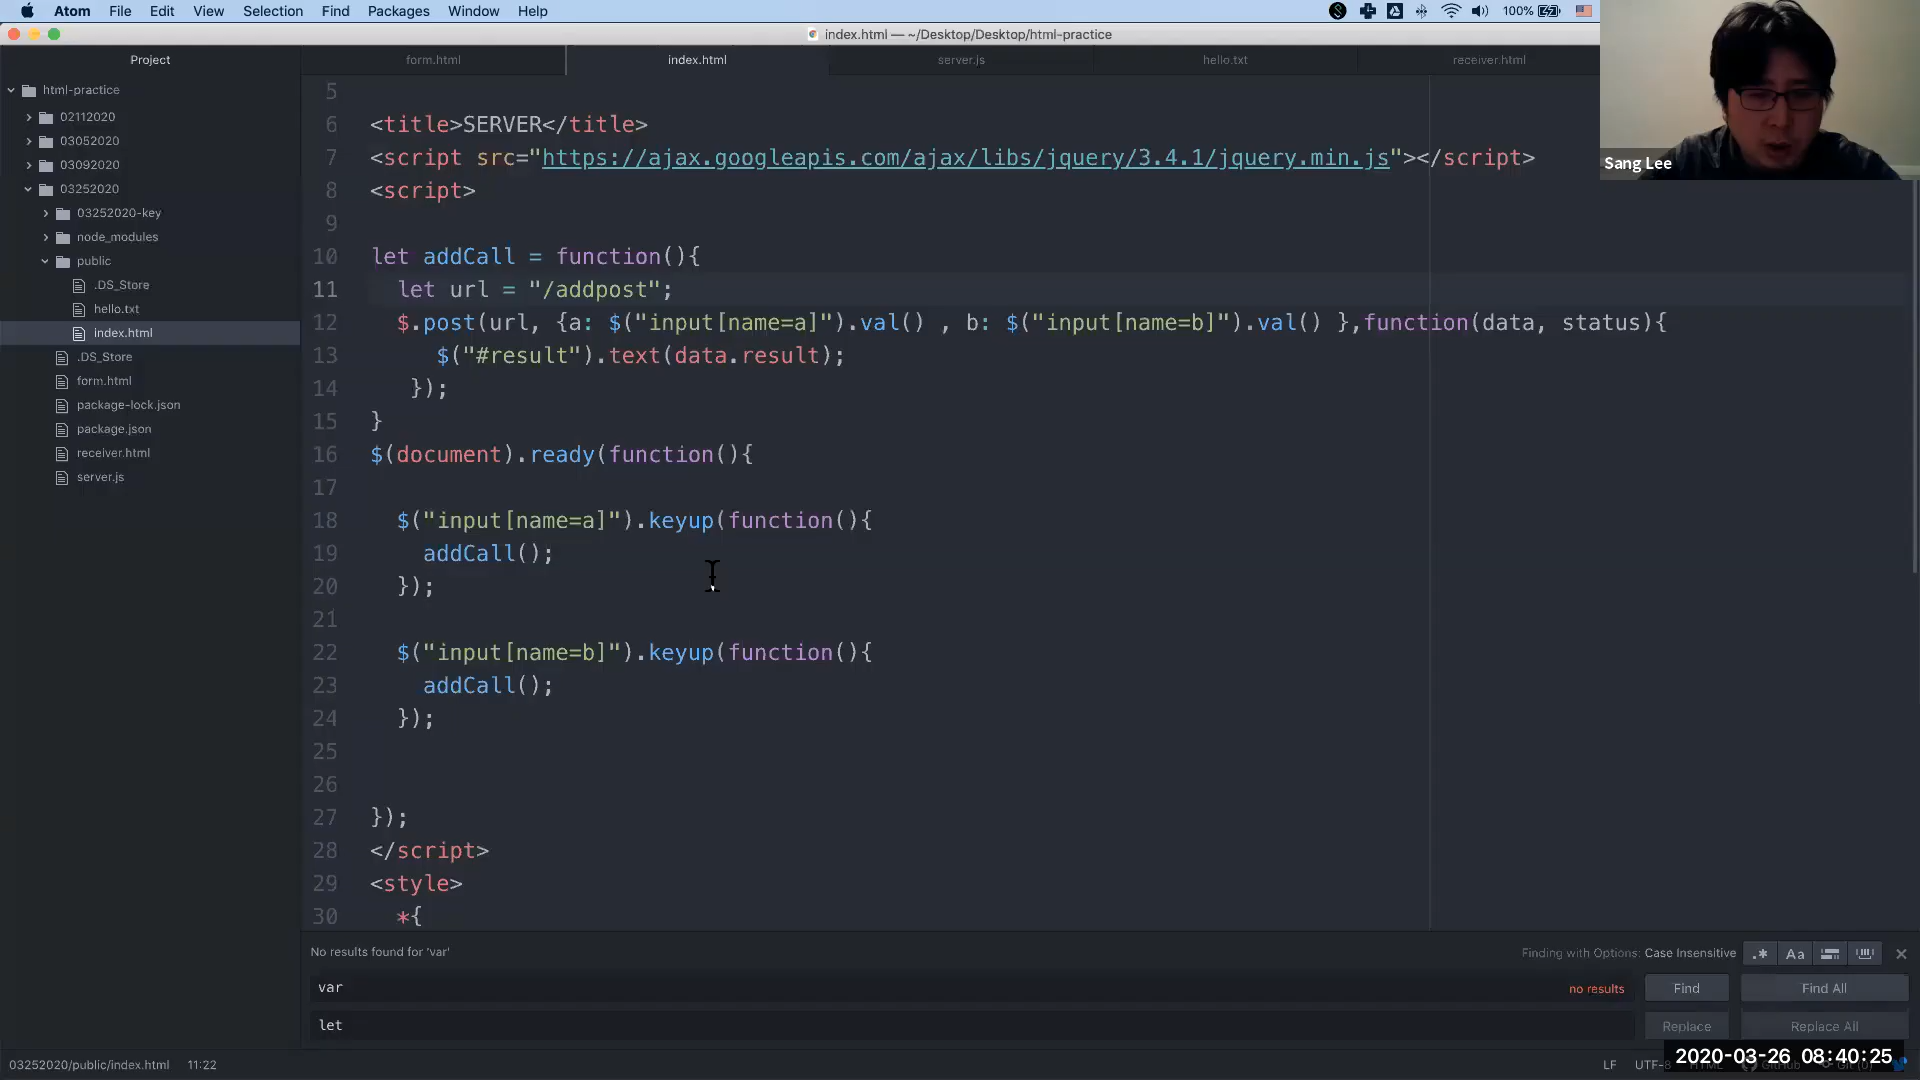 Atom File Edit View Selection Find Packages Window Help
100%
index.html — ~/Desktop/Desktop/html-practice
Project
form.html
index.html
server.js
hello.txt
receiver.html
html-practice
02112020
03052020
03092020
03252020
03252020-key
node_modules
public
.DS_Store
hello.txt
index.html
.DS_Store
form.html
package-lock.json
package.json
receiver.html
server.js
5
6 <title>SERVER</title>
7 <script src="https://ajax.googleapis.com/ajax/libs/jquery/3.4.1/jquery.min.js"></script>
8 <script>
9
10 let addCall = function(){
11 let url = "/addpost";
12 $.post(url, {a: $("input[name=a]").val() , b: $("input[name=b]").val() },function(data, status){
13 $("#result").text(data.result);
14 });
15 }
16 $(document).ready(function(){
17
18 $("input[name=a]").keyup(function(){
19 addCall();
20 });
21
22 $("input[name=b]").keyup(function(){
23 addCall();
24 });
25
26
27 });
28 </script>
29 <style>
30 *{
Sang Lee
No results found for 'var'
Finding with Options: Case Insensitive
.* Aa
var
no results
Find
Find All
let
Replace
Replace All
03252020/public/index.html 11:22
LF
2020-03-26 08:40:25